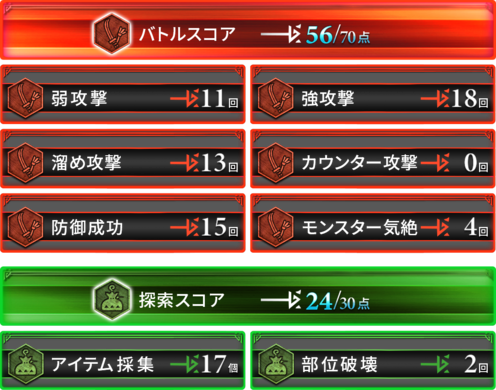 バトルスコア 56/70点
弱攻撃 11回 強攻撃 18回
溜め攻撃 13回 カウンター攻撃 0回
防御成功 15回 モンスター気絶 4回
探索スコア 24/30点
アイテム採集 17個 部位破壊 2回